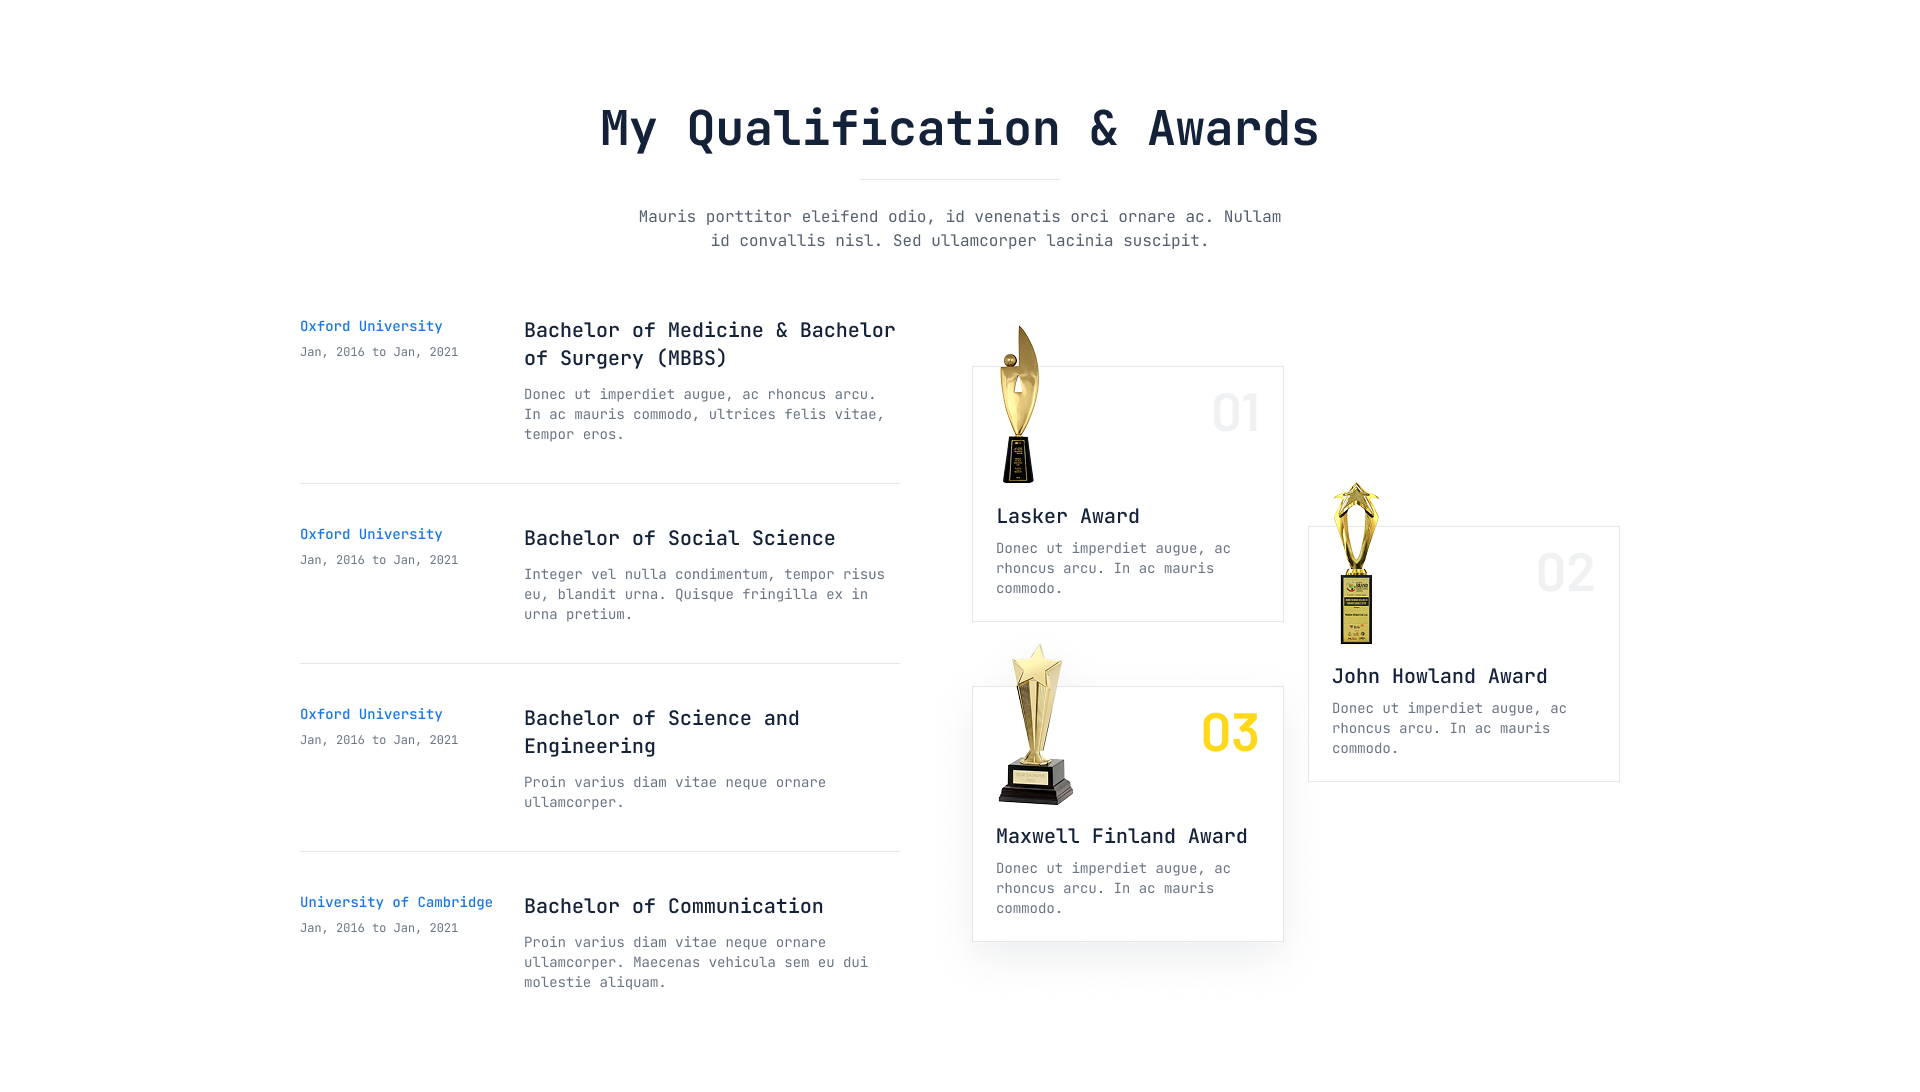 My Qualification & Awards
Mauris porttitor eleifend odio, id venenatis orci ornare ac. Nullam
id convallis nisl. Sed ullamcorper lacinia suscipit.
Oxford University
Jan, 2016 to Jan, 2021
Bachelor of Medicine & Bachelor
of Surgery (MBBS)
Donec ut imperdiet augue, ac rhoncus arcu.
In ac mauris commodo, ultrices felis vitae,
tempor eros.
Oxford University
Jan, 2016 to Jan, 2021
Bachelor of Social Science
Integer vel nulla condimentum, tempor risus
eu, blandit urna. Quisque fringilla ex in
urna pretium.
Oxford University
Jan, 2016 to Jan, 2021
Bachelor of Science and
Engineering
Proin varius diam vitae neque ornare
ullamcorper.
University of Cambridge
Jan, 2016 to Jan, 2021
Bachelor of Communication
Proin varius diam vitae neque ornare
ullamcorper. Maecenas vehicula sem eu dui
molestie aliquam.
01
Lasker Award
Donec ut imperdiet augue, ac
rhoncus arcu. In ac mauris
commodo.
02
John Howland Award
Donec ut imperdiet augue, ac
rhoncus arcu. In ac mauris
commodo.
03
Maxwell Finland Award
Donec ut imperdiet augue, ac
rhoncus arcu. In ac mauris
commodo.